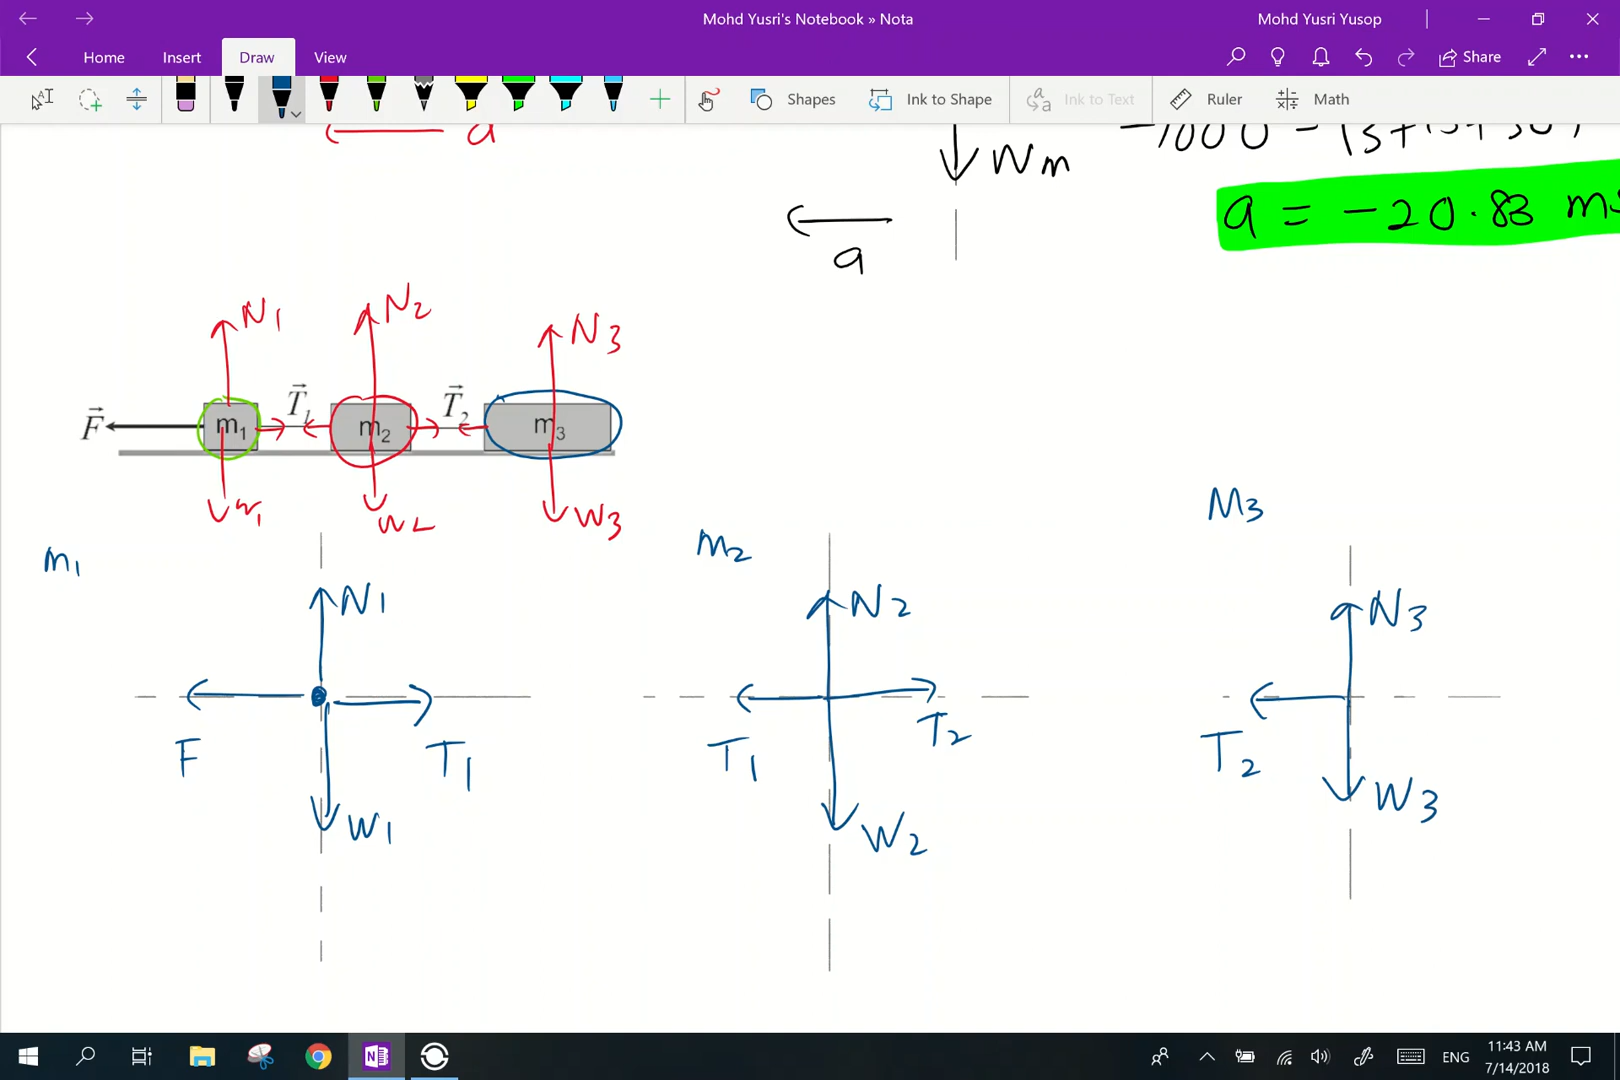 Mohd Yusri's Notebook » Nota
Mohd Yusri Yusop
Home Insert Draw View
Share
Shapes Ink to Shape Ink to Text Ruler Math
a
Wm
a
a = -20.83
N1 N2 N3
F m1 T1 m2 T2 m3
W1 W2 W3
m1 m2 M3
N1 N2 N3
F T1 T1 T2 T2
W1 W2 W3
ENG
11:43 AM
7/14/2018